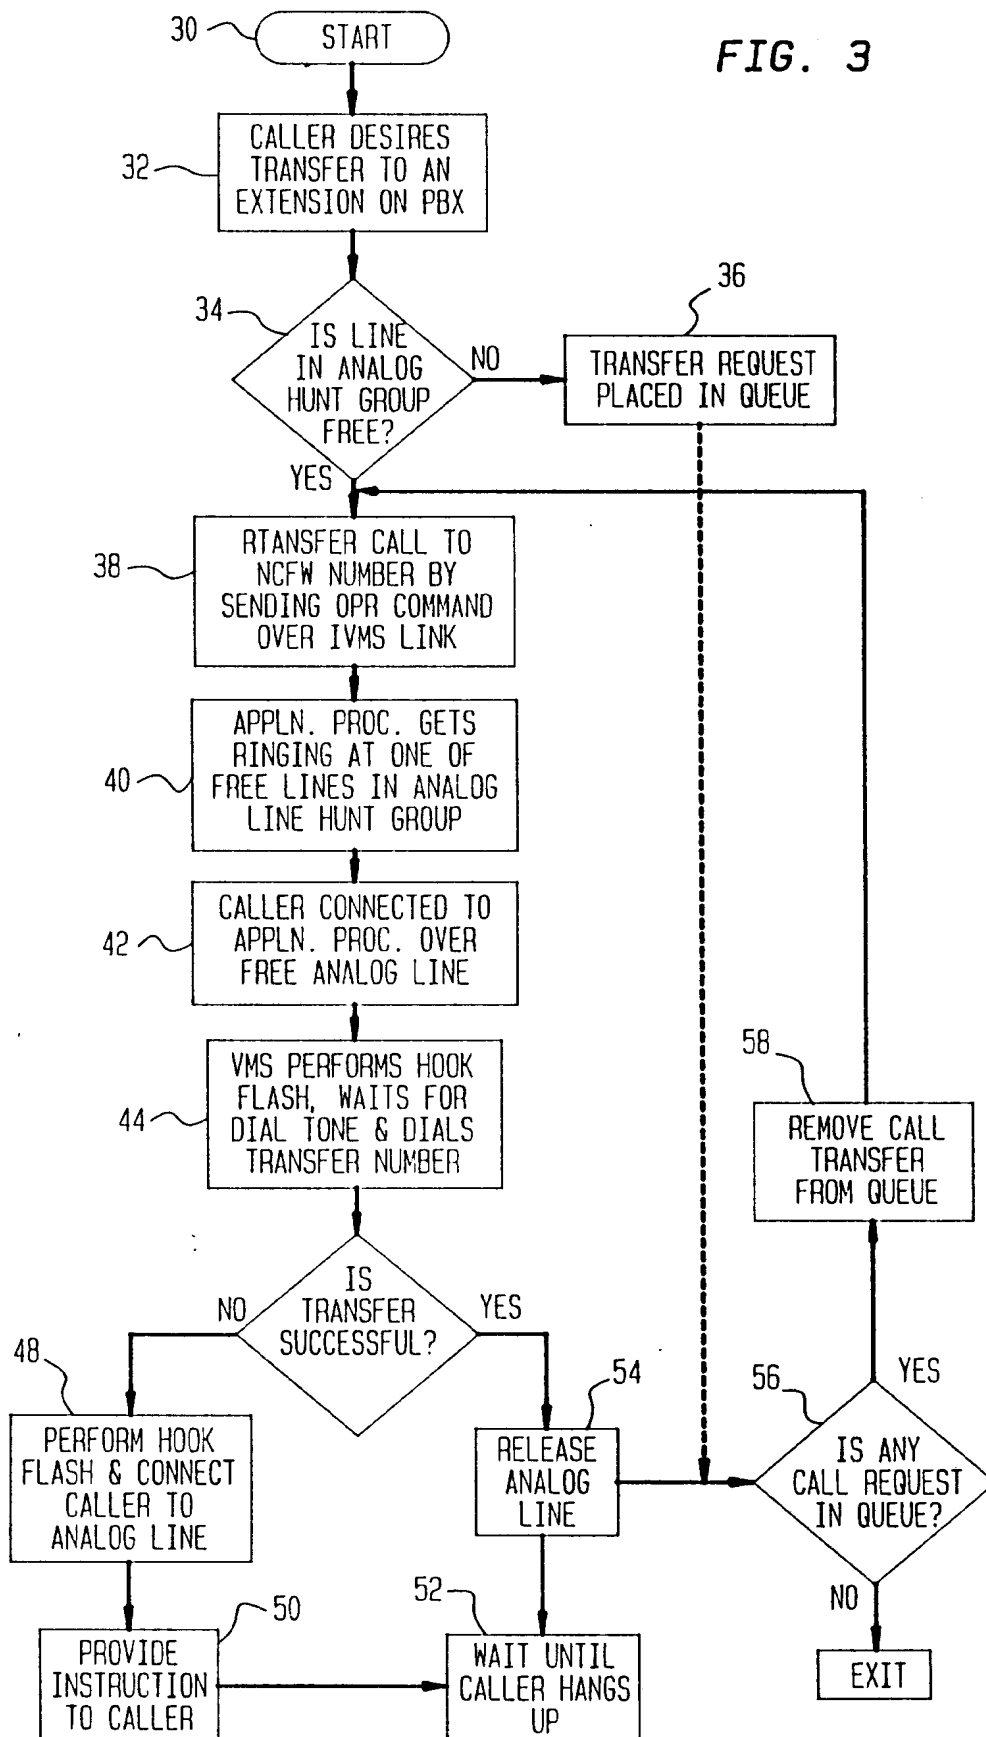 FIG. 3
30
START
32
CALLER DESIRES
TRANSFER TO AN
EXTENSION ON PBX
34
IS LINE
IN ANALOG
HUNT GROUP
FREE?
NO
36
TRANSFER REQUEST
PLACED IN QUEUE
YES
38
RTANSFER CALL TO
NCFW NUMBER BY
SENDING OPR COMMAND
OVER IVMS LINK
40
APPLN. PROC. GETS
RINGING AT ONE OF
FREE LINES IN ANALOG
LINE HUNT GROUP
42
CALLER CONNECTED TO
APPLN. PROC. OVER
FREE ANALOG LINE
44
VMS PERFORMS HOOK
FLASH, WAITS FOR
DIAL TONE & DIALS
TRANSFER NUMBER
58
REMOVE CALL
TRANSFER
FROM QUEUE
IS
TRANSFER
SUCCESSFUL?
NO
YES
48
PERFORM HOOK
FLASH & CONNECT
CALLER TO
ANALOG LINE
54
RELEASE
ANALOG
LINE
56
YES
IS ANY
CALL REQUEST
IN QUEUE?
NO
EXIT
50
PROVIDE
INSTRUCTION
TO CALLER
52
WAIT UNTIL
CALLER HANGS
UP